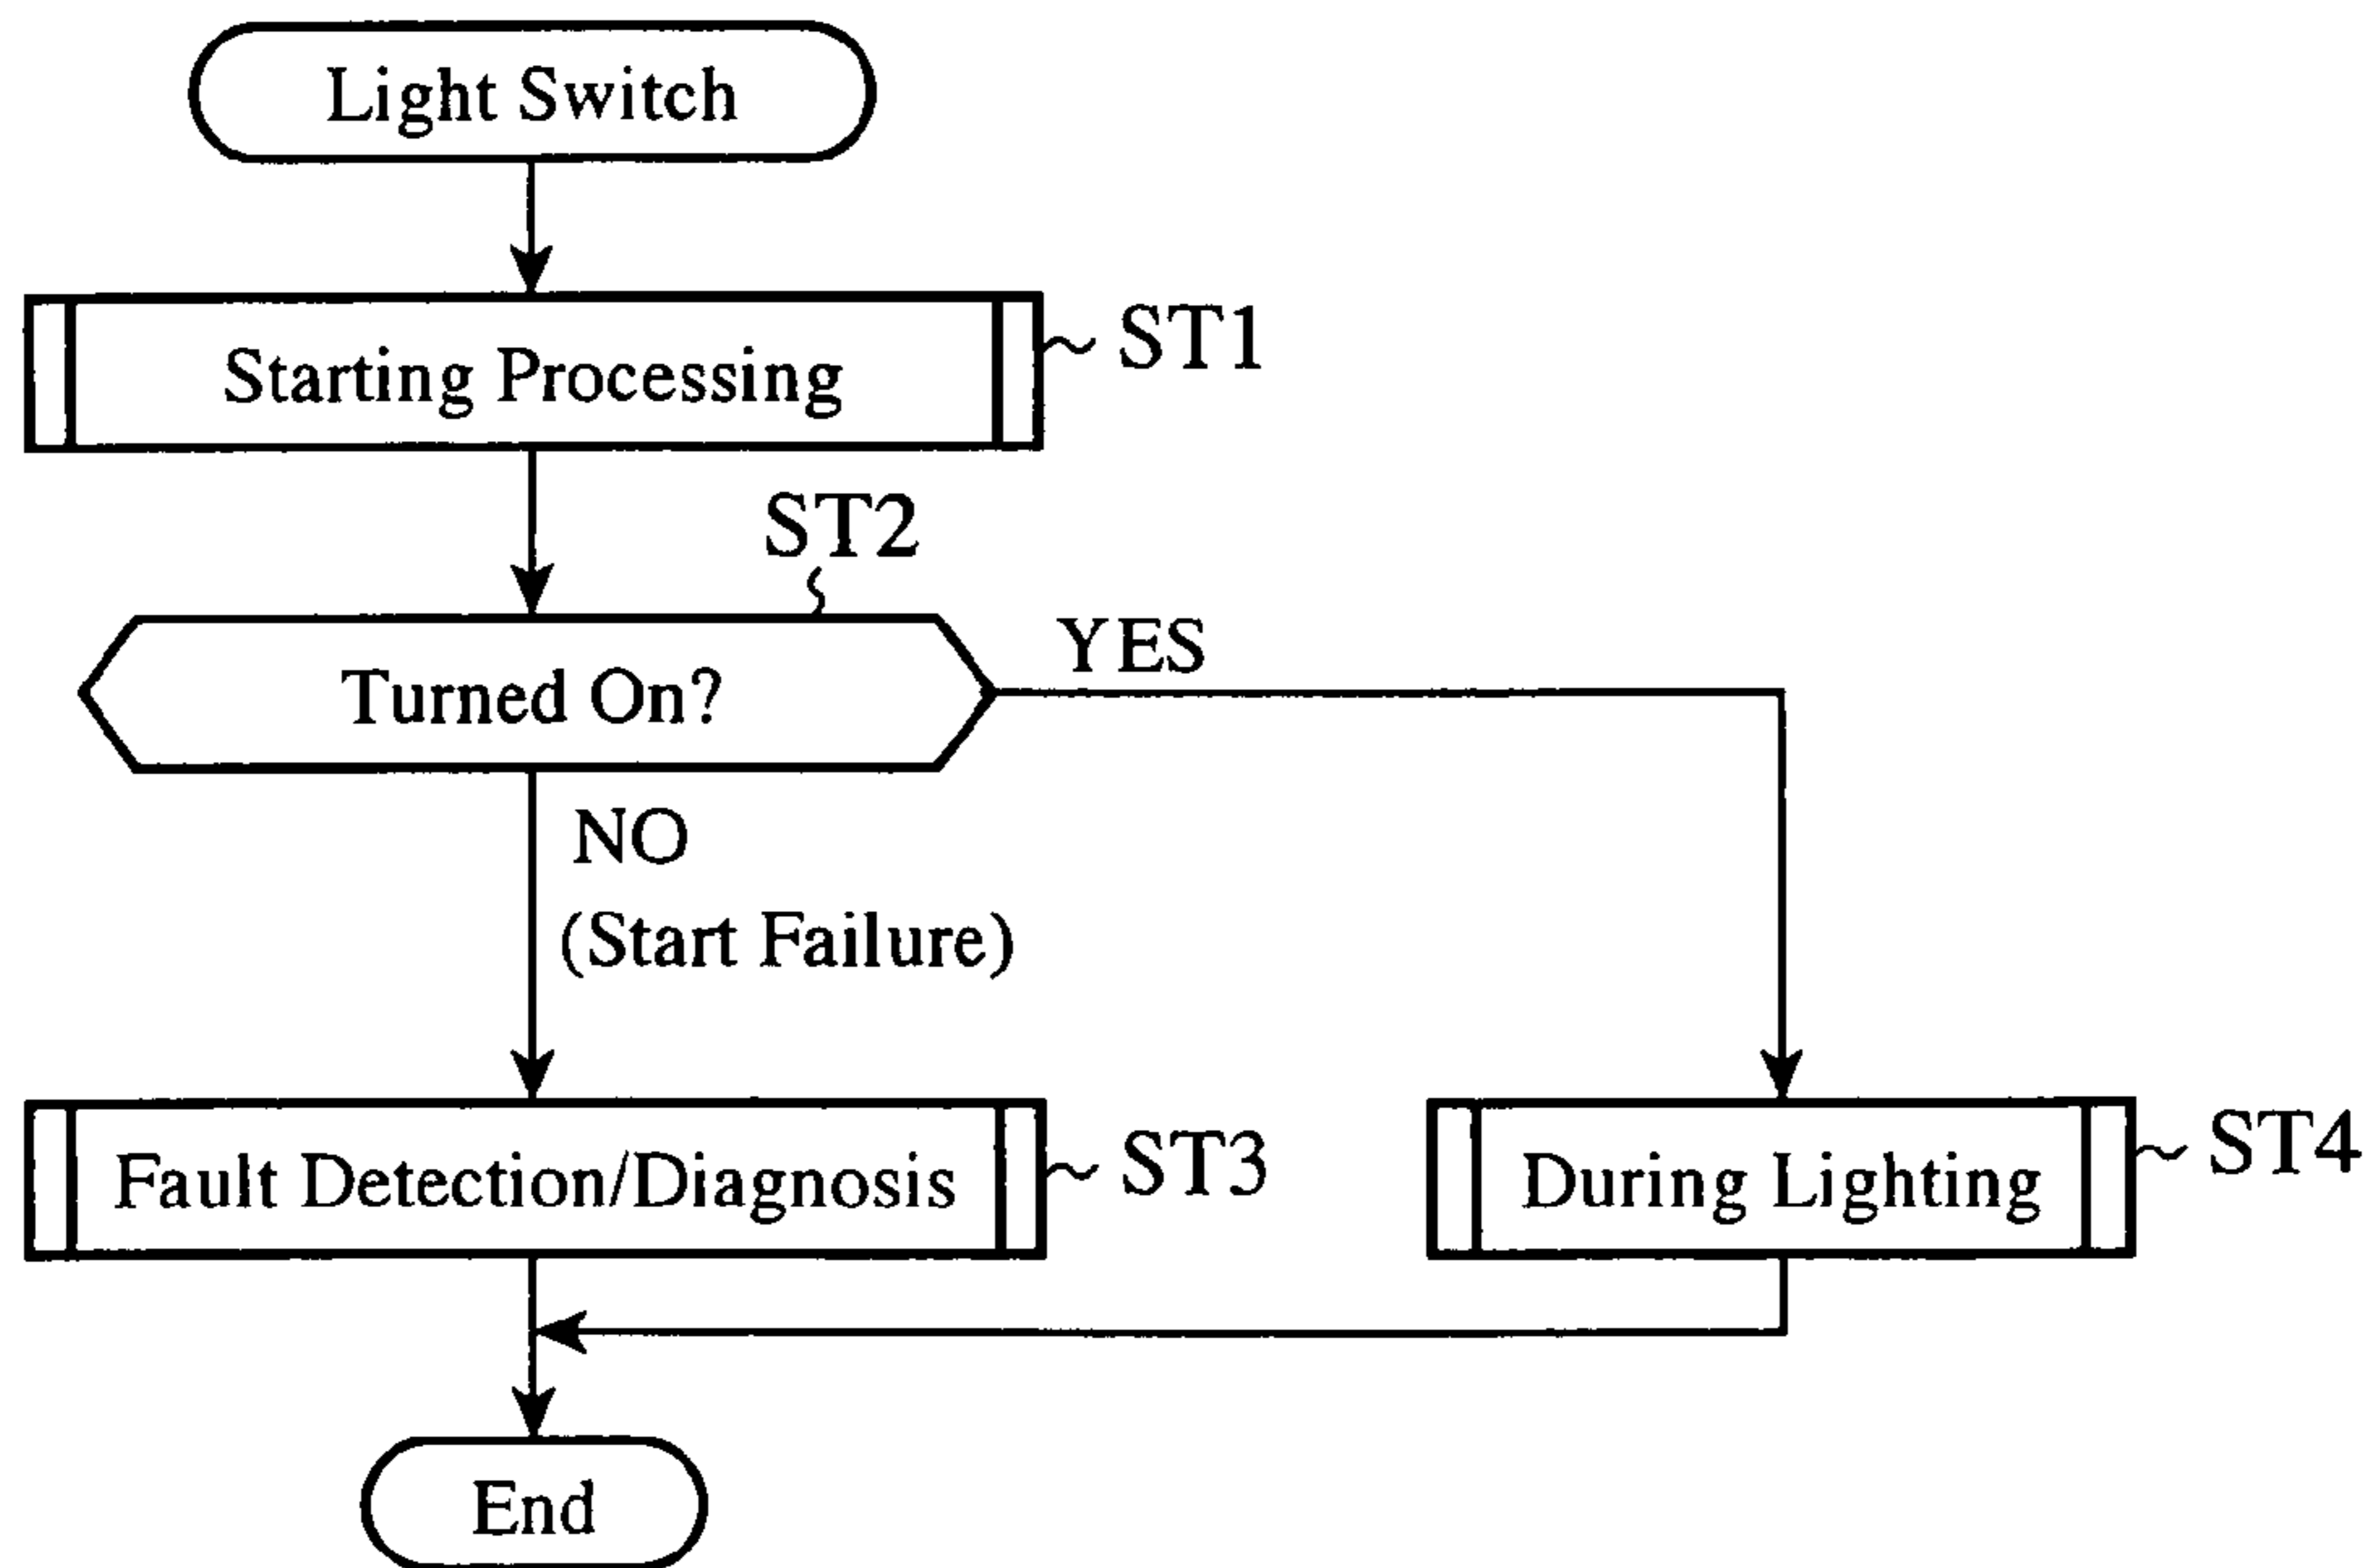 Light Switch
Starting Processing
ST1
ST2
Turned On?
YES
NO
(Start Failure)
Fault Detection/Diagnosis
ST3
During Lighting
ST4
End